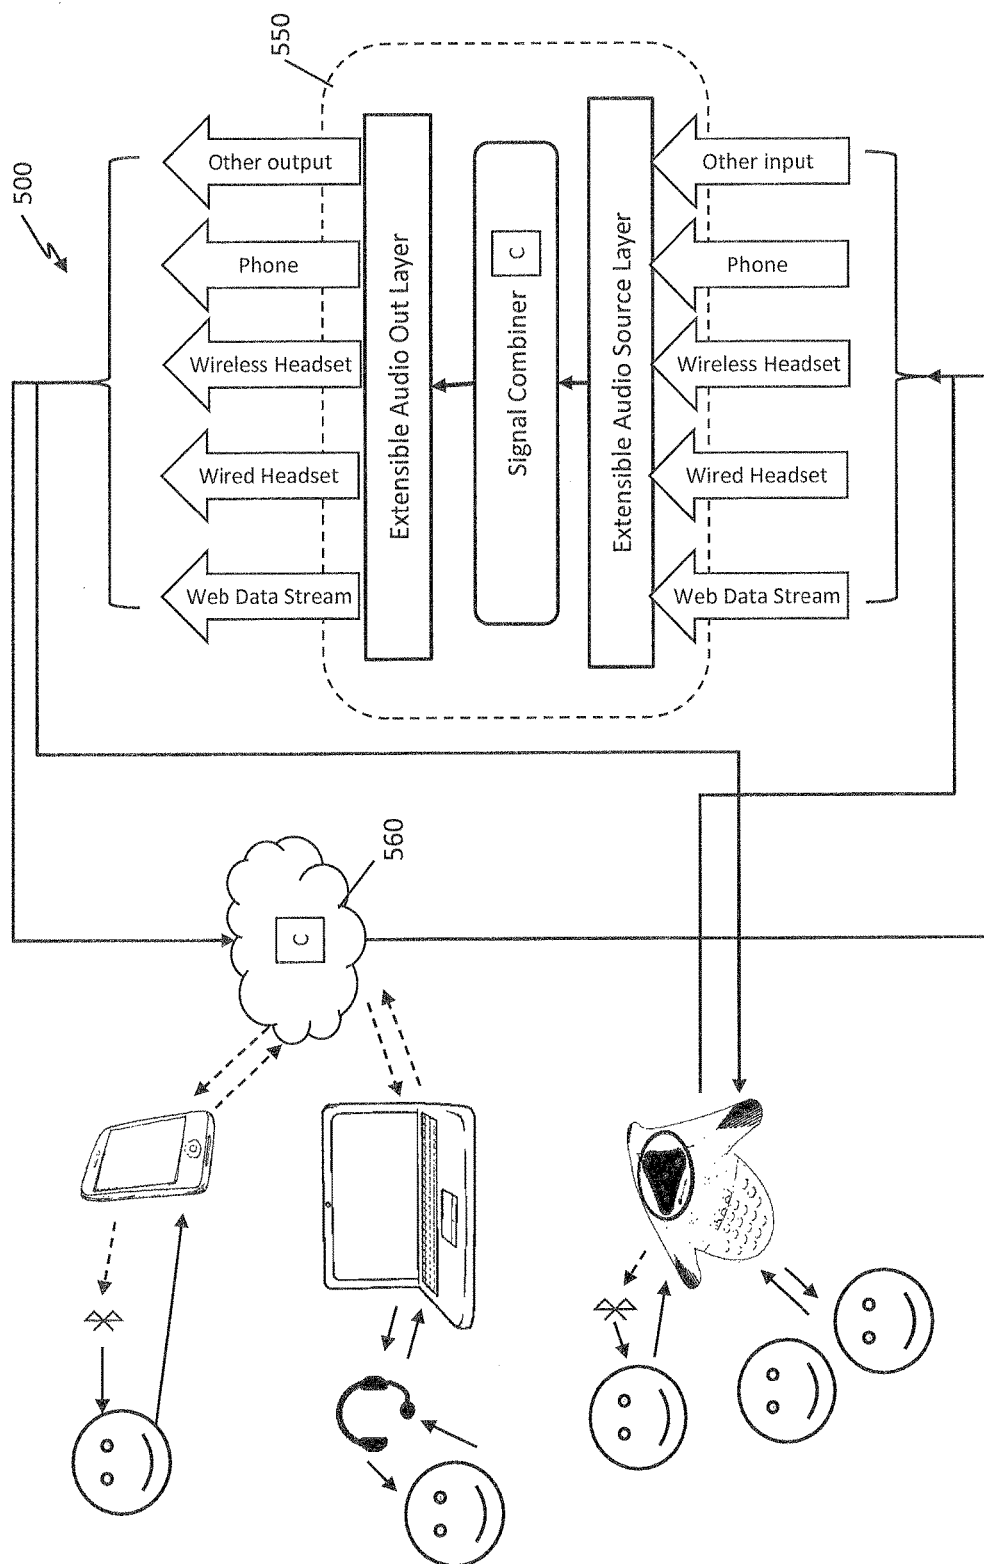 500
550
Other output
Phone
Wireless Headset
Wired Headset
Web Data Stream
Extensible Audio Out Layer
Signal Combiner
C
Extensible Audio Source Layer
Other input
Phone
Wireless Headset
Wired Headset
Web Data Stream
560
C